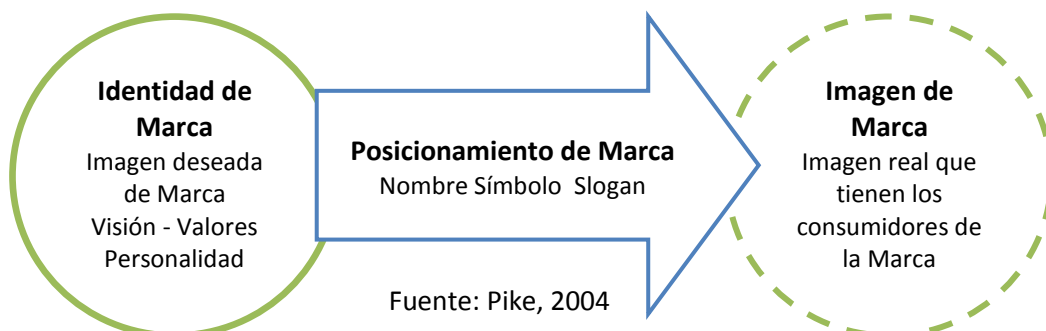 Identidad de
Marca
Imagen deseada
de Marca
Visión - Valores
Personalidad
Posicionamiento de Marca
Nombre Símbolo  Slogan
Imagen de
Marca
Imagen real que
tienen los
consumidores de
la Marca
Fuente: Pike, 2004